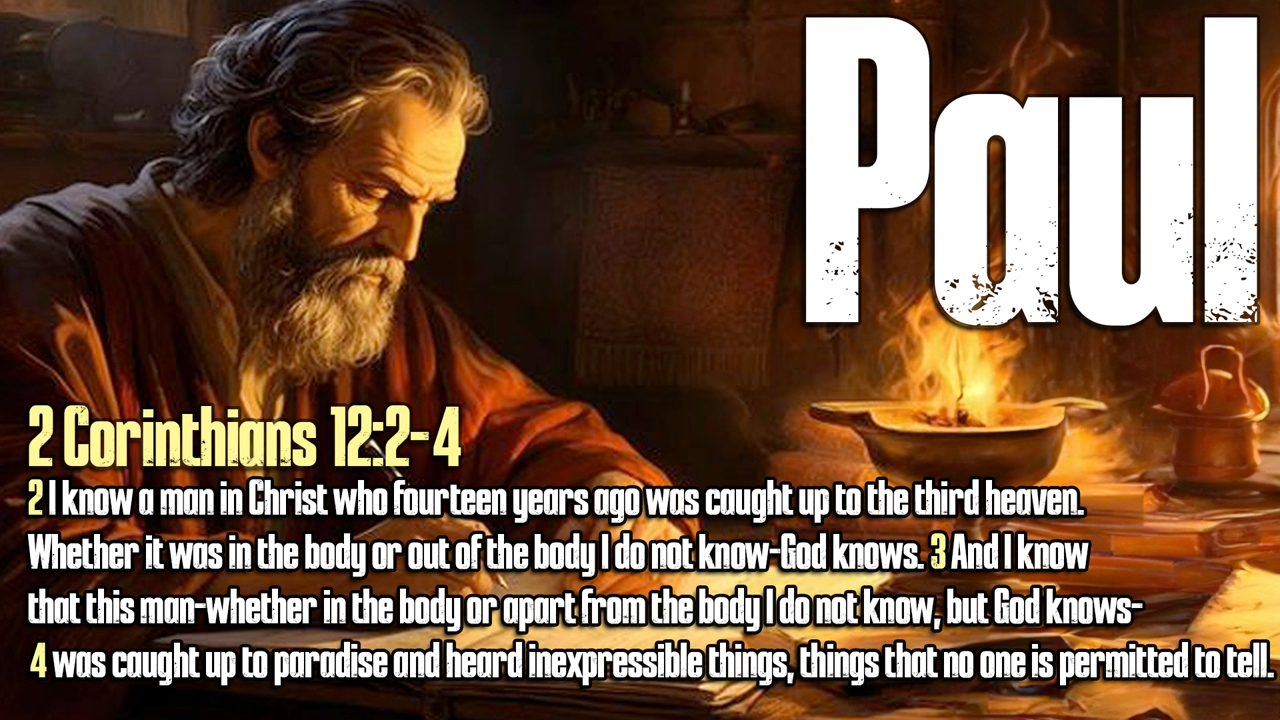 Paul
2 Corinthians 12:2-4
2 I know a man in Christ who fourteen years ago was caught up to the third heaven.
Whether it was in the body or out of the body I do not know-God knows. 3 And I know
that this man-whether in the body or apart from the body I do not know, but God knows-
4 was caught up to paradise and heard inexpressible things, things that no one is permitted to tell.